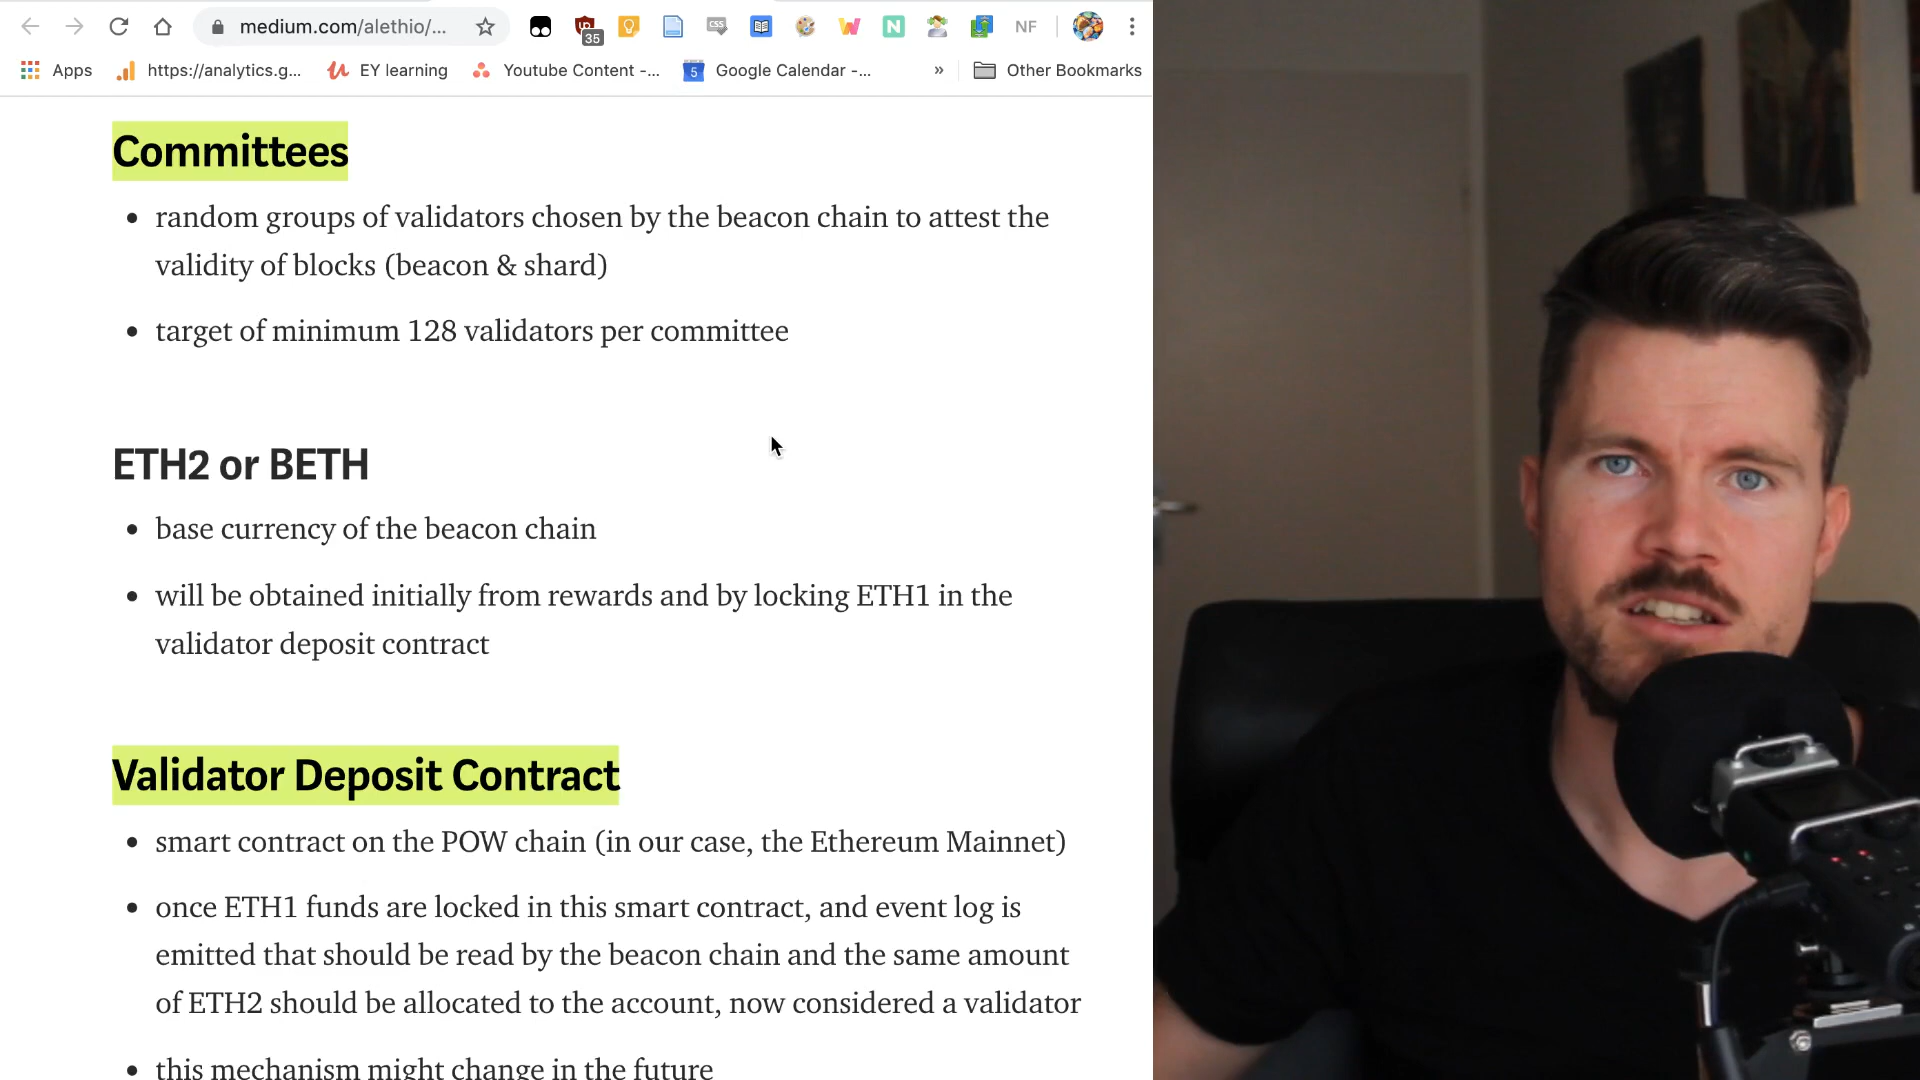 medium.com/alethio/...
CSS
35
NF
Apps
https://analytics.g...
EY learning
Youtube Content -...
5
Google Calendar -...
»
Other Bookmarks
Committees
random groups of validators chosen by the beacon chain to attest the
validity of blocks (beacon & shard)
target of minimum 128 validators per committee
ETH2 or BETH
base currency of the beacon chain
will be obtained initially from rewards and by locking ETH1 in the
validator deposit contract
Validator Deposit Contract
smart contract on the POW chain (in our case, the Ethereum Mainnet)
once ETH1 funds are locked in this smart contract, and event log is
emitted that should be read by the beacon chain and the same amount
of ETH2 should be allocated to the account, now considered a validator
this mechanism might change in the future